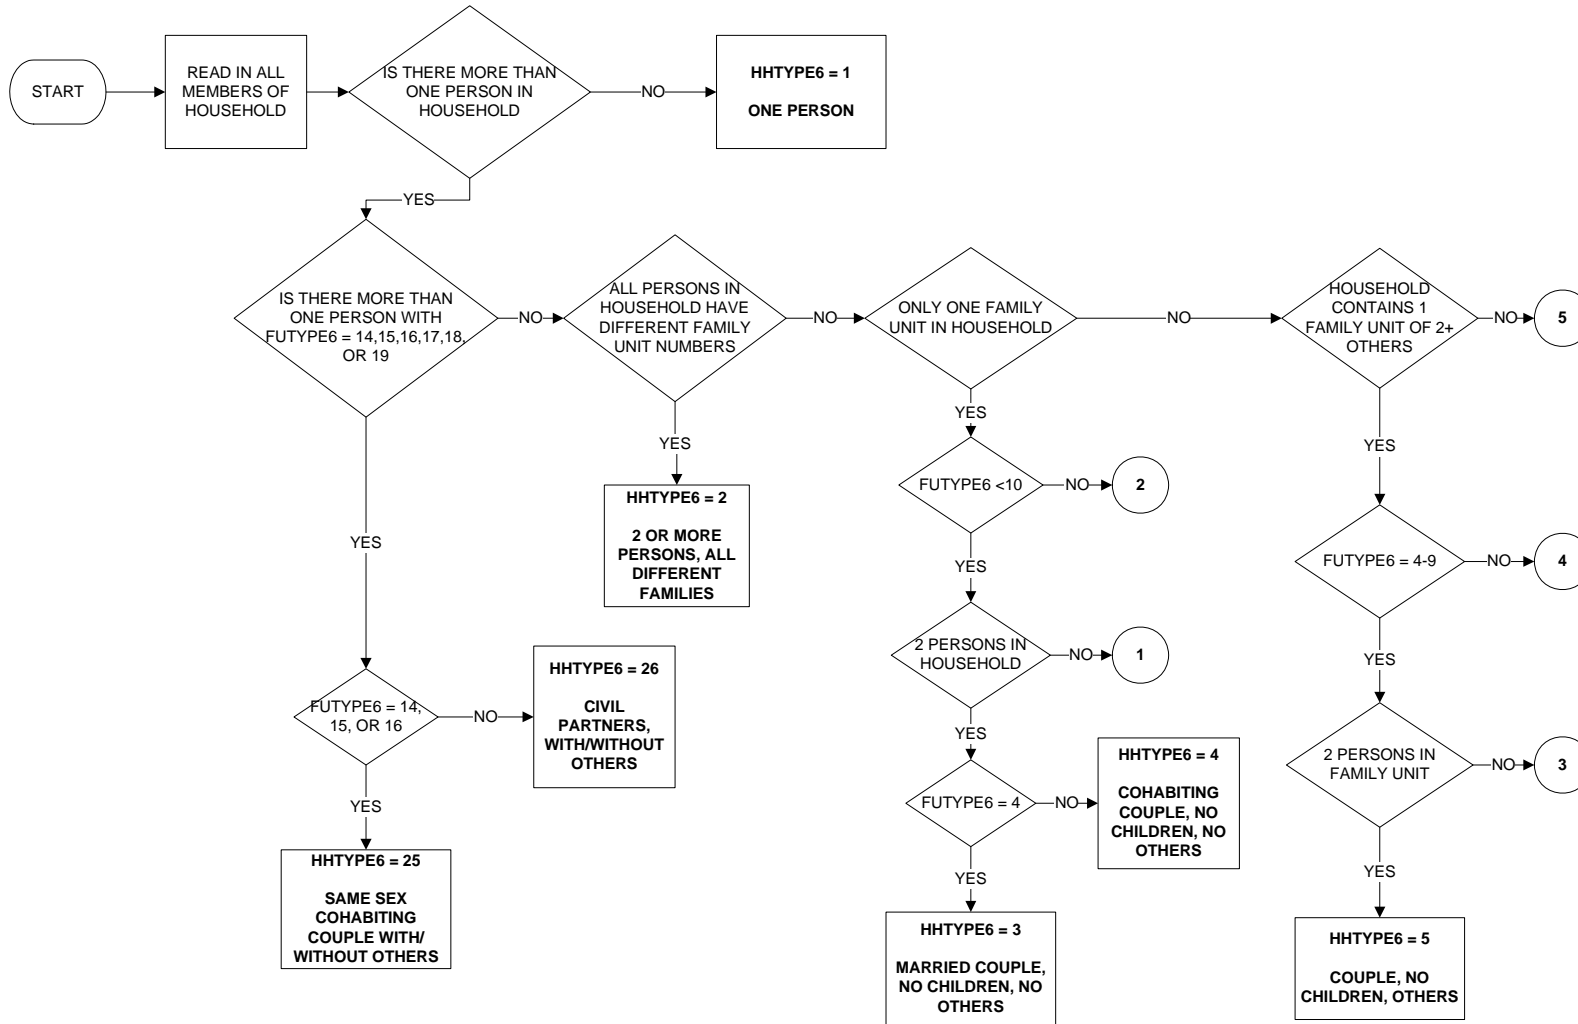 START
READ IN ALL
MEMBERS OF
HOUSEHOLD
IS THERE MORE THAN
ONE PERSON IN
HOUSEHOLD
NO
HHTYPE6 = 1
ONE PERSON
YES
IS THERE MORE THAN
ONE PERSON WITH
FUTYPE6 = 14,15,16,17,18,
OR 19
NO
ALL PERSONS IN
HOUSEHOLD HAVE
DIFFERENT FAMILY
UNIT NUMBERS
NO
ONLY ONE FAMILY
UNIT IN HOUSEHOLD
NO
HOUSEHOLD
CONTAINS 1
FAMILY UNIT OF 2+
OTHERS
NO
5
YES
YES
YES
YES
HHTYPE6 = 2
2 OR MORE
PERSONS, ALL
DIFFERENT
FAMILIES
FUTYPE6 <10
NO
2
FUTYPE6 = 4-9
NO
4
YES
YES
FUTYPE6 = 14,
15, OR 16
NO
HHTYPE6 = 26
CIVIL
PARTNERS,
WITH/WITHOUT
OTHERS
2 PERSONS IN
HOUSEHOLD
NO
1
2 PERSONS IN
FAMILY UNIT
NO
3
YES
YES
YES
HHTYPE6 = 25
SAME SEX
COHABITING
COUPLE WITH/
WITHOUT OTHERS
FUTYPE6 = 4
NO
HHTYPE6 = 4
COHABITING
COUPLE, NO
CHILDREN, NO
OTHERS
YES
HHTYPE6 = 3
MARRIED COUPLE,
NO CHILDREN, NO
OTHERS
HHTYPE6 = 5
COUPLE, NO
CHILDREN, OTHERS